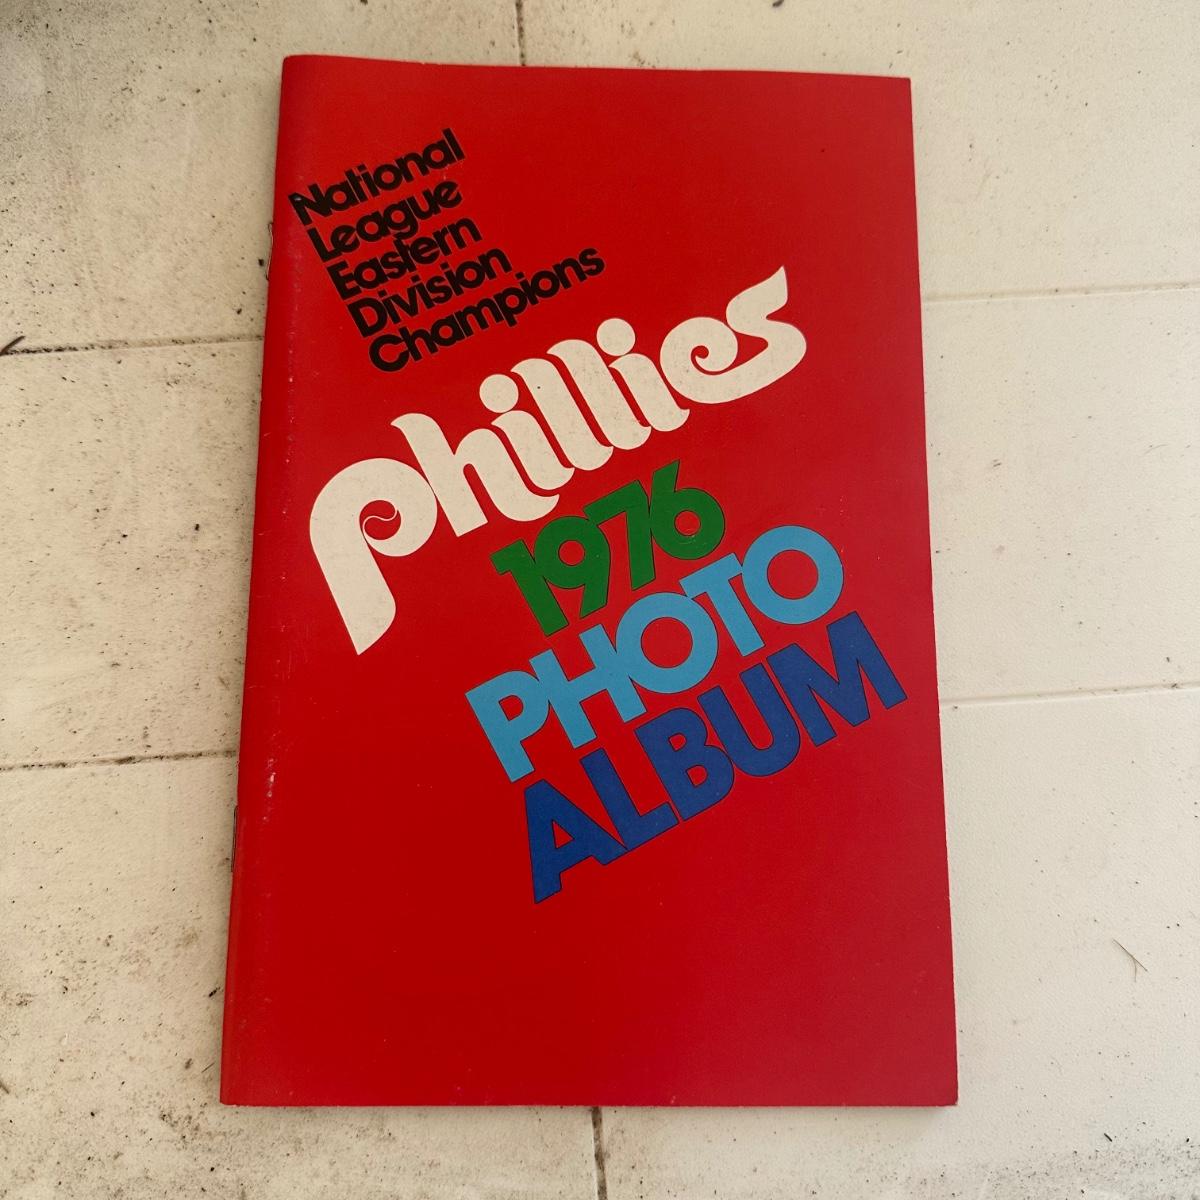 National
League
Eastern
Division
Champions
phillies
1976
PHOTO
ALBUM